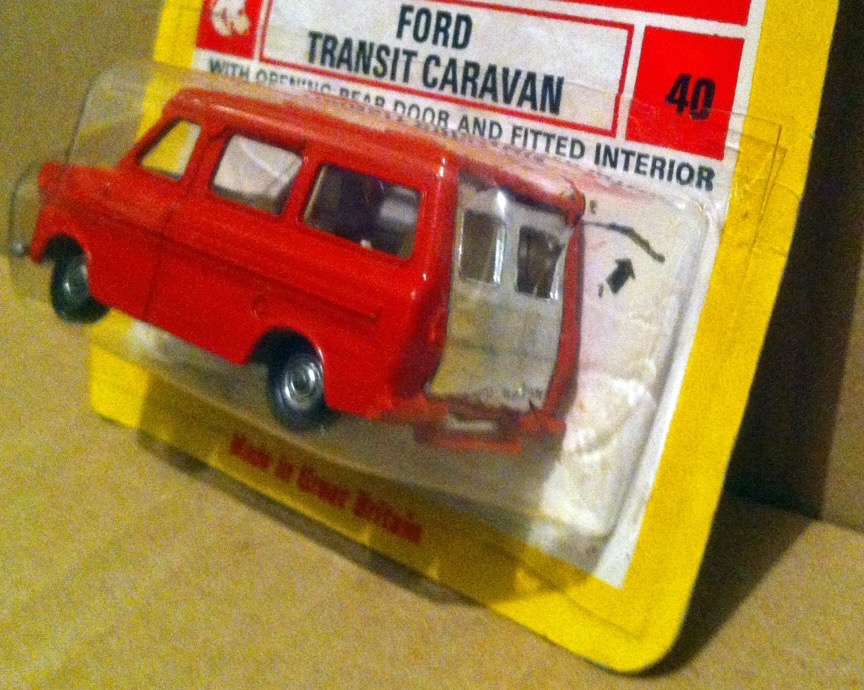 FORD
TRANSIT CARAVAN
40
WITH OPENING REAR DOOR AND FITTED INTERIOR
Made in Great Britain